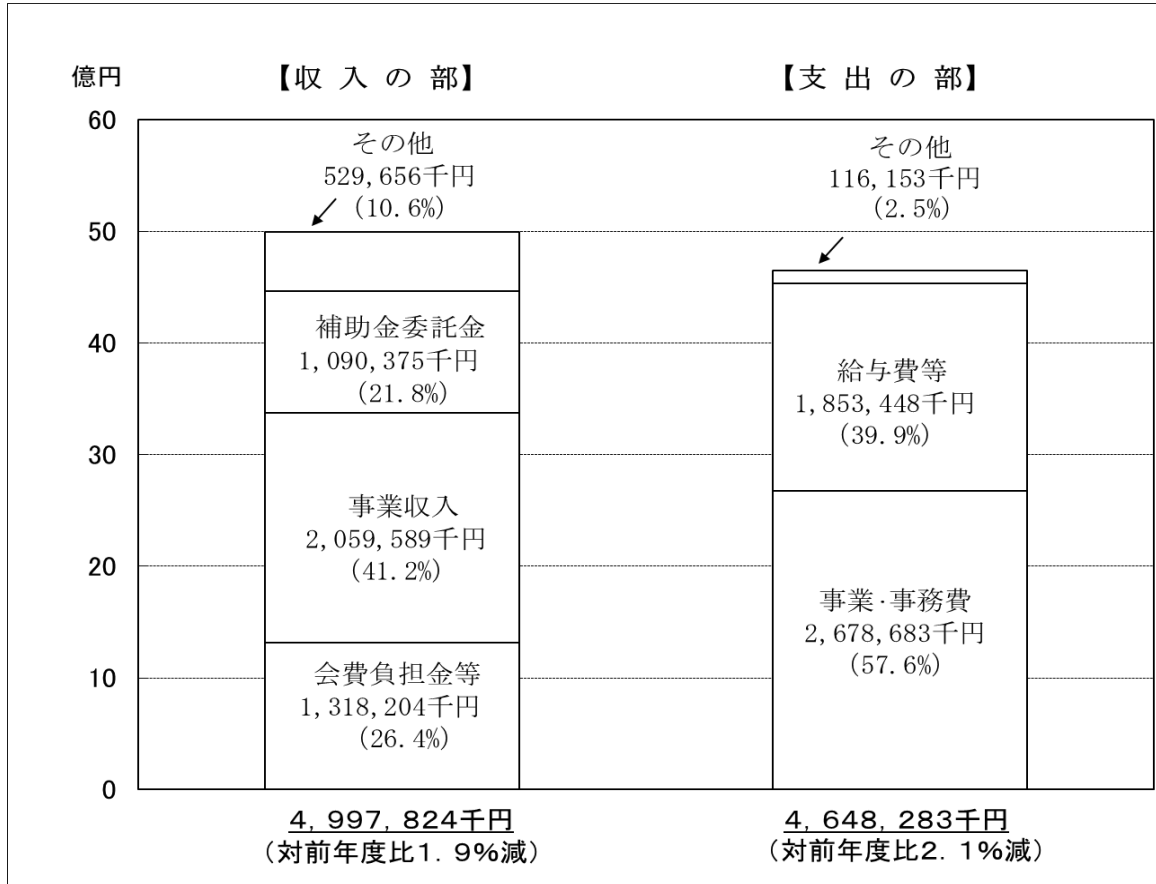 億円
【収 入 の 部】
【支 出 の 部】
60
50
40
30
20
10
0
その他
529,656千円
(10.6%)
補助金委託金
1,090,375千円
(21.8%)
事業収入
2,059,589千円
(41.2%)
会費負担金等
1,318,204千円
(26.4%)
4,997,824千円
(対前年度比1.9%減)
その他
116,153千円
(2.5%)
給与費等
1,853,448千円
(39.9%)
事業・事務費
2,678,683千円
(57.6%)
4,648,283千円
(対前年度比2.1%減)